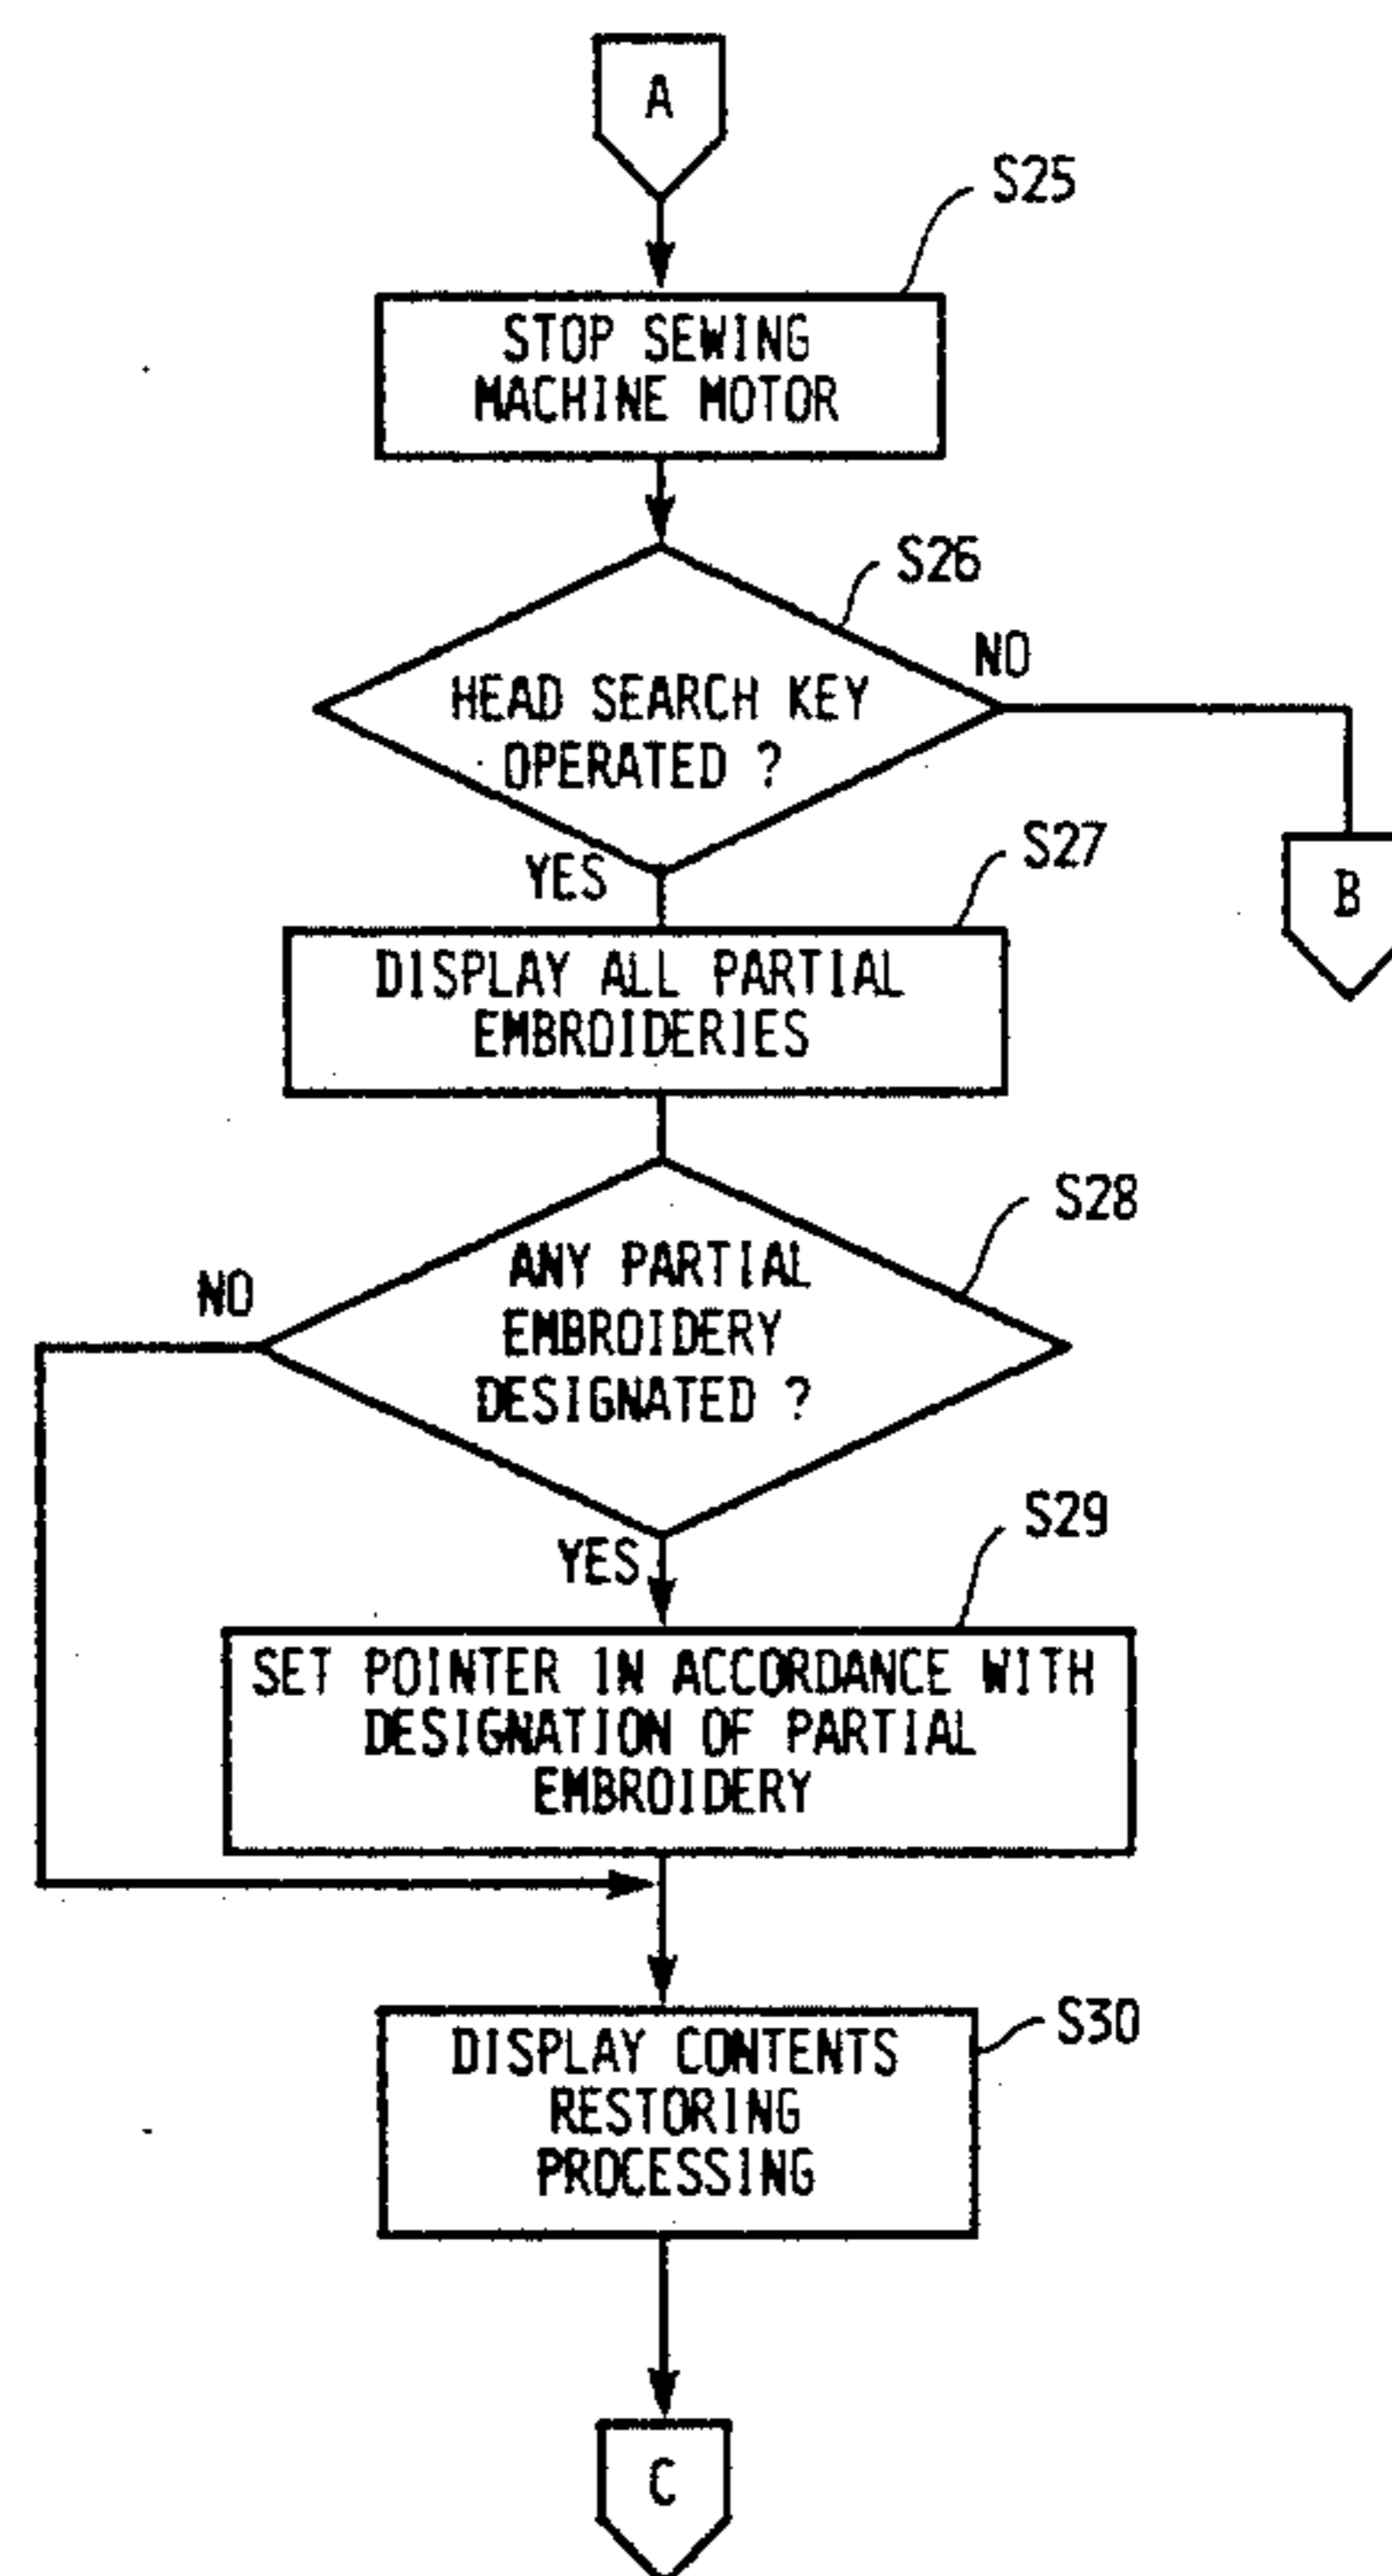 A
S25
STOP SEWING
MACHINE MOTOR
S26
NO
HEAD SEARCH KEY
OPERATED ?
YES
S27
B
DISPLAY ALL PARTIAL
EMBROIDERIES
S28
NO
ANY PARTIAL
EMBROIDERY
DESIGNATED ?
YES
S29
SET POINTER IN ACCORDANCE WITH
DESIGNATION OF PARTIAL
EMBROIDERY
S30
DISPLAY CONTENTS
RESTORING
PROCESSING
C